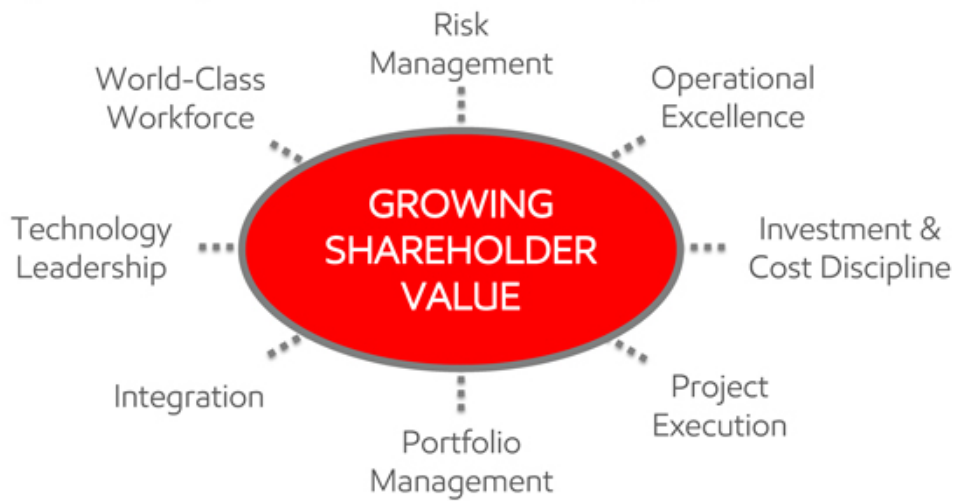 Risk
Management
Operational
Excellence
Investment &
Cost Discipline
Project
Execution
Portfolio
Management
Integration
Technology
Leadership
World-Class
Workforce
GROWING
SHAREHOLDER
VALUE